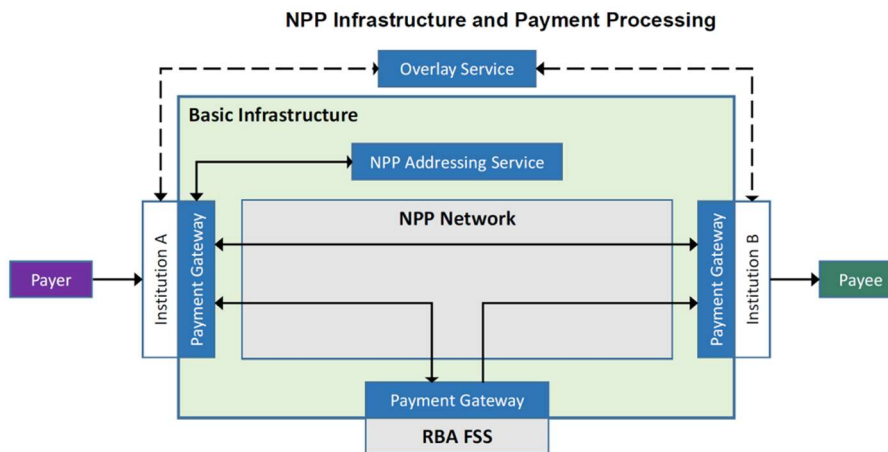 NPP Infrastructure and Payment Processing
Overlay Service
Basic Infrastructure
NPP Addressing Service
NPP Network
Payer
Institution A
Payment Gateway
Payment Gateway
Institution B
Payee
Payment Gateway
RBA FSS